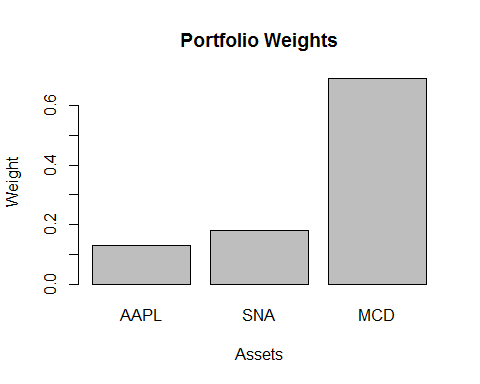 Portfolio Weights
Weight
0.6
0.4
0.2
0.0
AAPL SNA MCD
Assets